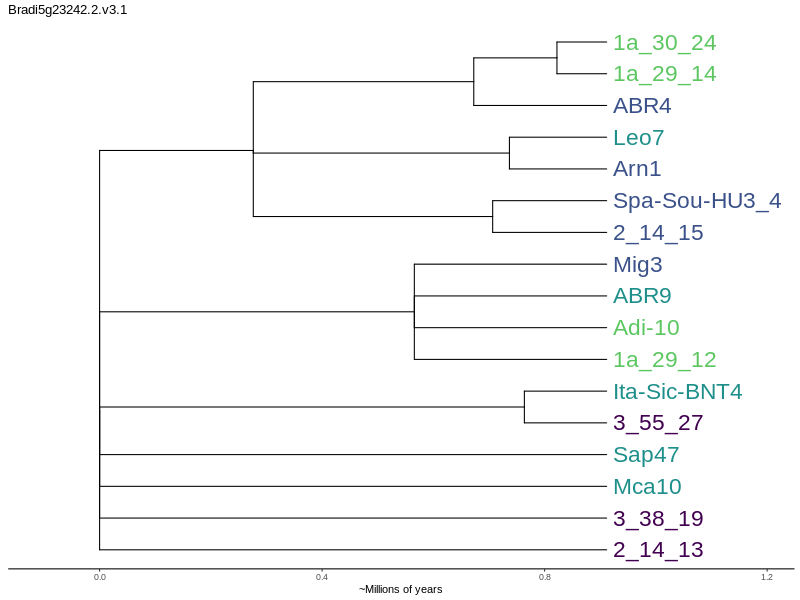 Bradi5g23242.2.v3.1
1a_30_24
1a_29_14
ABR4
Leo7
Arn1
Spa-Sou-HU3_4
2_14_15
Mig3
ABR9
Adi-10
1a_29_12
Ita-Sic-BNT4
3_55_27
Sap47
Mca10
3_38_19
2_14_13
0.0 0.4 0.8 1.2
~Millions of years